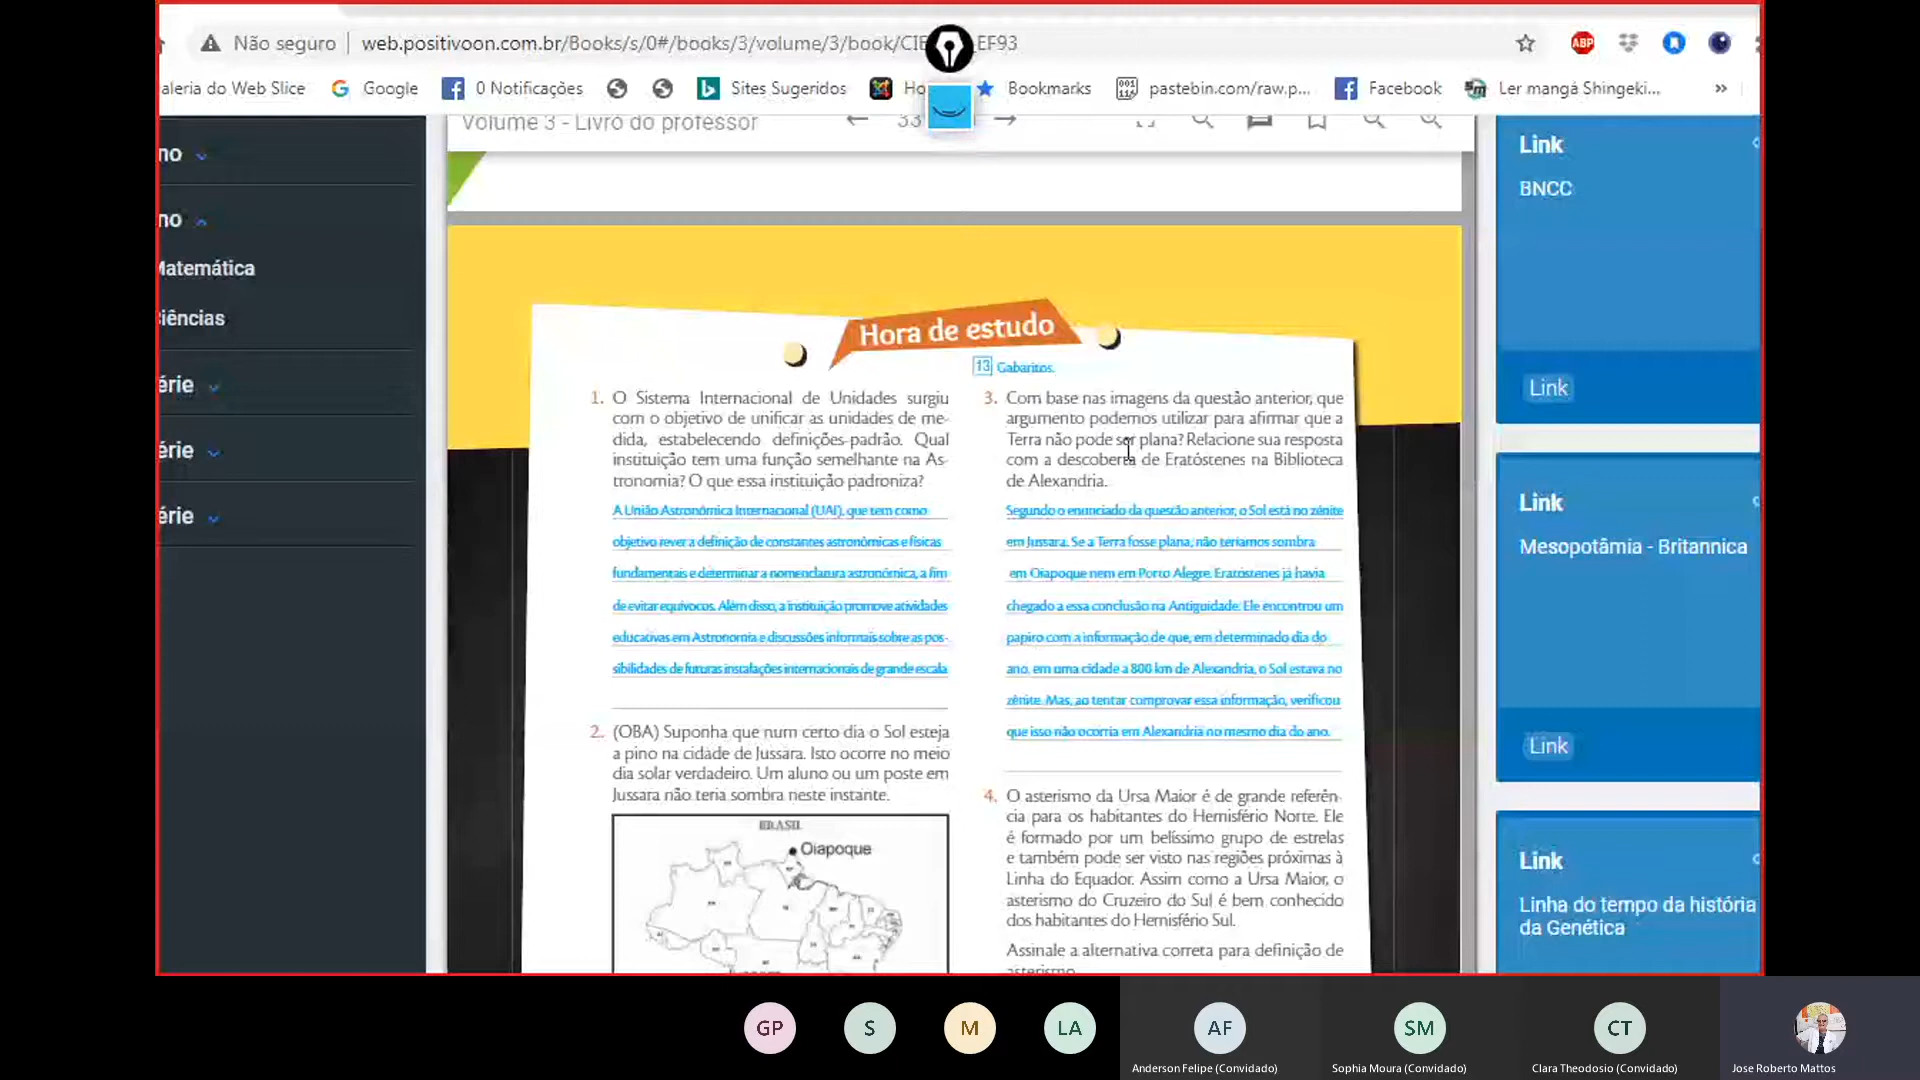 Não seguro | web.positivoon.com.br/Books/s/0#/books/3/volume/3/book/CIE EF93
ABP
aleria do Web Slice Google 0 Notificações Sites Sugeridos Ho Bookmarks pastebin.com/raw.p... Facebook Ler mangá Shingeki... »
Volume 3 - Livro do professor
no
no
Matemática
iências
érie
érie
érie
Link
BNCC
Link
Link
Mesopotâmia - Britannica
Link
Link
Linha do tempo da história
da Genética
Hora de estudo
13 Gabaritos.
1. O Sistema Internacional de Unidades surgiu
com o objetivo de unificar as unidades de me-
dida, estabelecendo definições-padrão. Qual
instituição tem uma função semelhante na As-
tronomia? O que essa instituição padroniza?
A União Astronômica Internacional (UAI), que tem como
objetivo rever a definição de constantes astronômicas e físicas
fundamentais e determinar a nomenclatura astronômica, a fim
de evitar equívocos. Além disso, a instituição promove atividades
educativas em Astronomia e discussões informais sobre as pos-
sibilidades de futuras instalações internacionais de grande escala
2. (OBA) Suponha que num certo dia o Sol esteja
a pino na cidade de Jussara. Isto ocorre no meio
dia solar verdadeiro. Um aluno ou um poste em
Jussara não teria sombra neste instante.
BRASIL
Oiapoque
3. Com base nas imagens da questão anterior, que
argumento podemos utilizar para afirmar que a
Terra não pode ser plana? Relacione sua resposta
com a descoberta de Eratóstenes na Biblioteca
de Alexandria.
Segundo o enunciado da questão anterior, o Sol está no zênite
em Jussara. Se a Terra fosse plana, não teríamos sombra
em Oiapoque nem em Porto Alegre. Eratóstenes já havia
chegado a essa conclusão na Antiguidade. Ele encontrou um
papiro com a informação de que, em determinado dia do
ano, em uma cidade a 800 km de Alexandria, o Sol estava no
zênite. Mas, ao tentar comprovar essa informação, verificou
que isso não ocorria em Alexandria no mesmo dia do ano.
4. O asterismo da Ursa Maior é de grande referên-
cia para os habitantes do Hemisfério Norte. Ele
é formado por um belíssimo grupo de estrelas
e também pode ser visto nas regiões próximas à
Linha do Equador. Assim como a Ursa Maior, o
asterismo do Cruzeiro do Sul é bem conhecido
dos habitantes do Hemisfério Sul.
Assinale a alternativa correta para definição de
asterismo
GP S M LA AF SM CT
Anderson Felipe (Convidado) Sophia Moura (Convidado) Clara Theodosio (Convidado) Jose Roberto Mattos